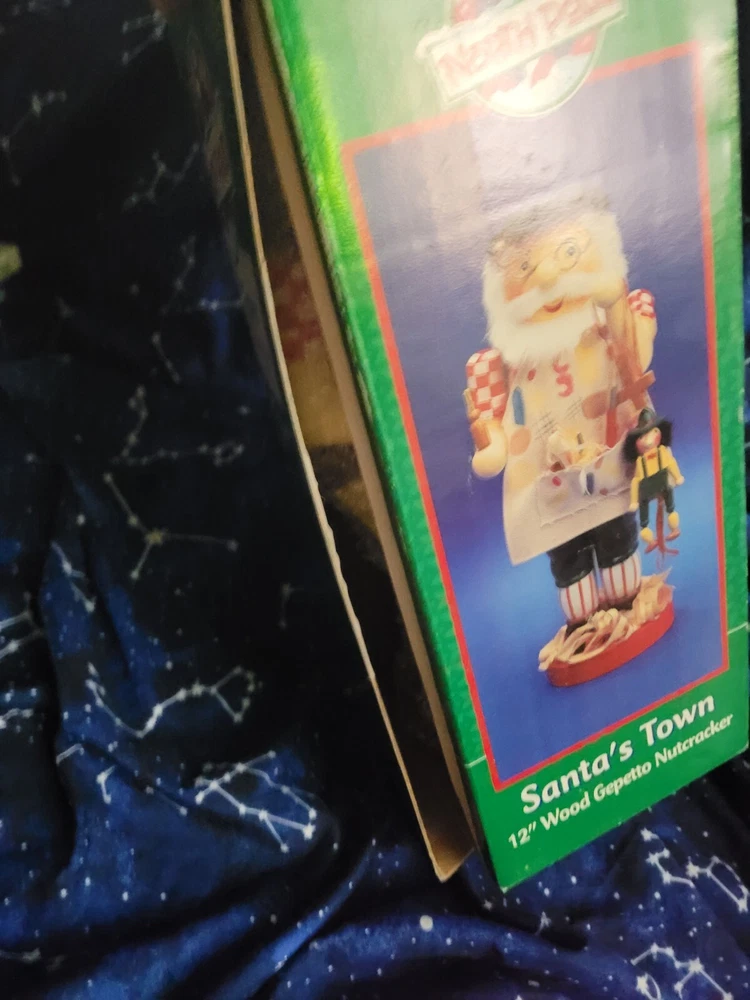 NORTH POLE
Santa's Town
12" Wood Gepetto Nutcracker